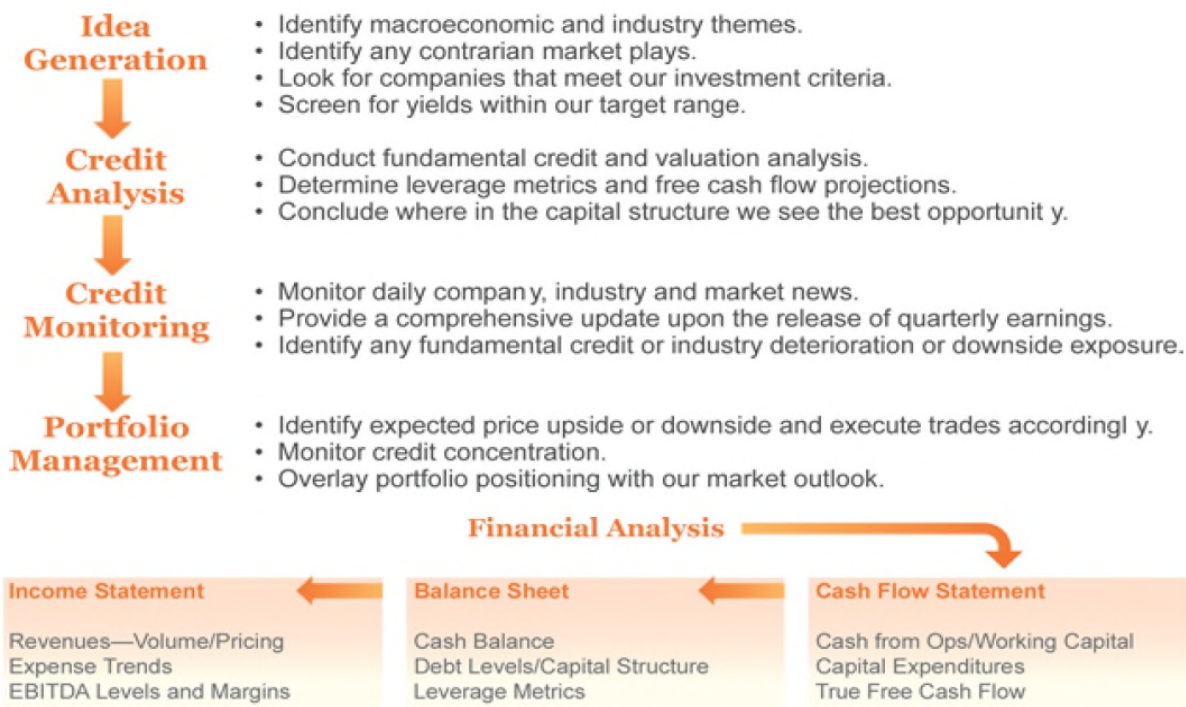 Idea
Generation
• Identify macroeconomic and industry themes.
• Identify any contrarian market plays.
• Look for companies that meet our investment criteria.
• Screen for yields within our target range.
Credit
Analysis
• Conduct fundamental credit and valuation analysis.
• Determine leverage metrics and free cash flow projections.
• Conclude where in the capital structure we see the best opportunit y.
Credit
Monitoring
• Monitor daily company, industry and market news.
• Provide a comprehensive update upon the release of quarterly earnings.
• Identify any fundamental credit or industry deterioration or downside exposure.
Portfolio
Management
• Identify expected price upside or downside and execute trades accordingl y.
• Monitor credit concentration.
• Overlay portfolio positioning with our market outlook.
Financial Analysis
Income Statement
Revenues—Volume/Pricing
Expense Trends
EBITDA Levels and Margins
Balance Sheet
Cash Balance
Debt Levels/Capital Structure
Leverage Metrics
Cash Flow Statement
Cash from Ops/Working Capital
Capital Expenditures
True Free Cash Flow